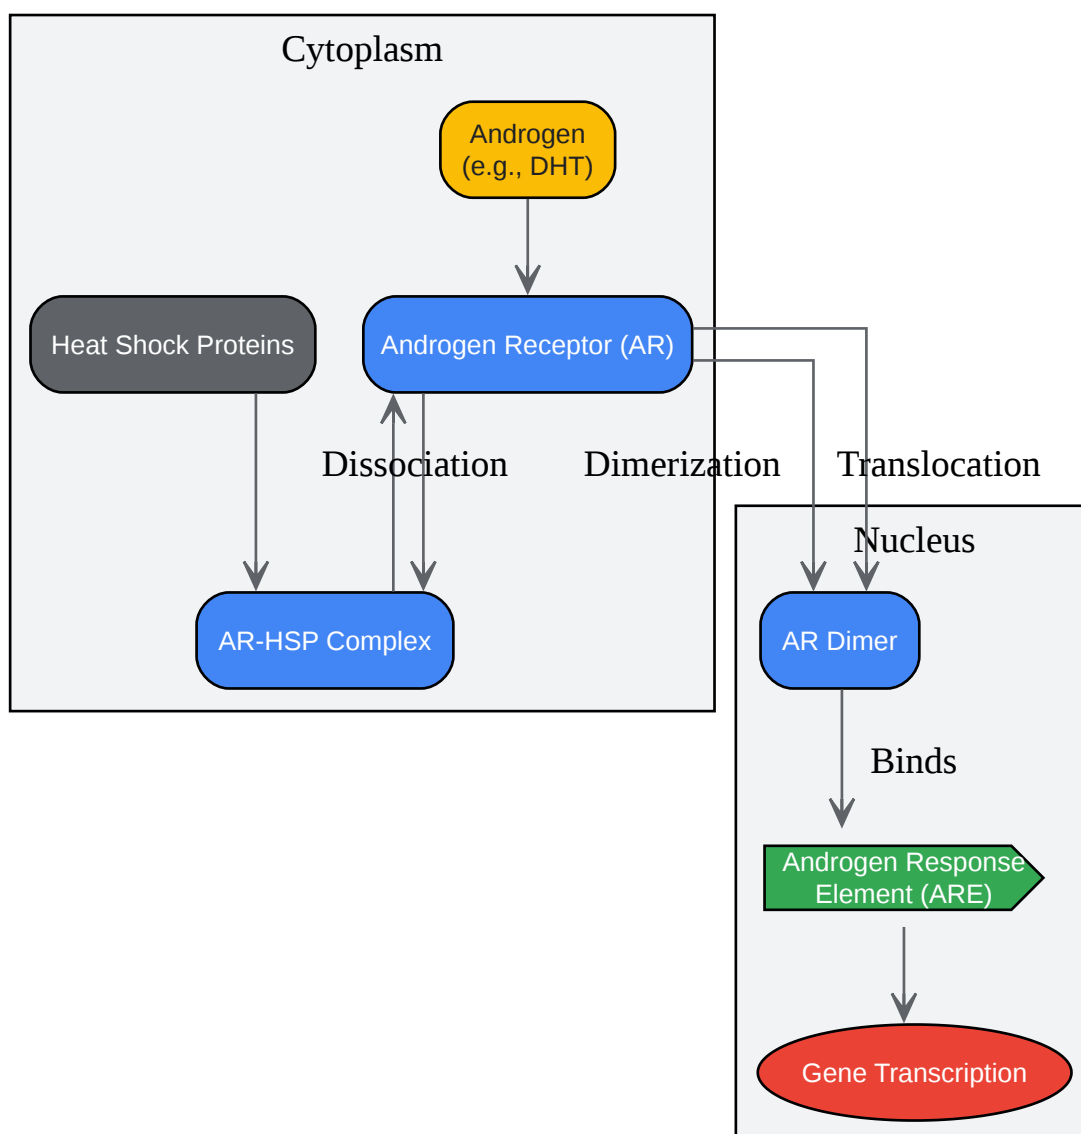 Cytoplasm
Androgen
(e.g., DHT)
Heat Shock Proteins
Androgen Receptor (AR)
Dissociation
Dimerization
Translocation
Nucleus
AR-HSP Complex
AR Dimer
Binds
Androgen Response
Element (ARE)
Gene Transcription